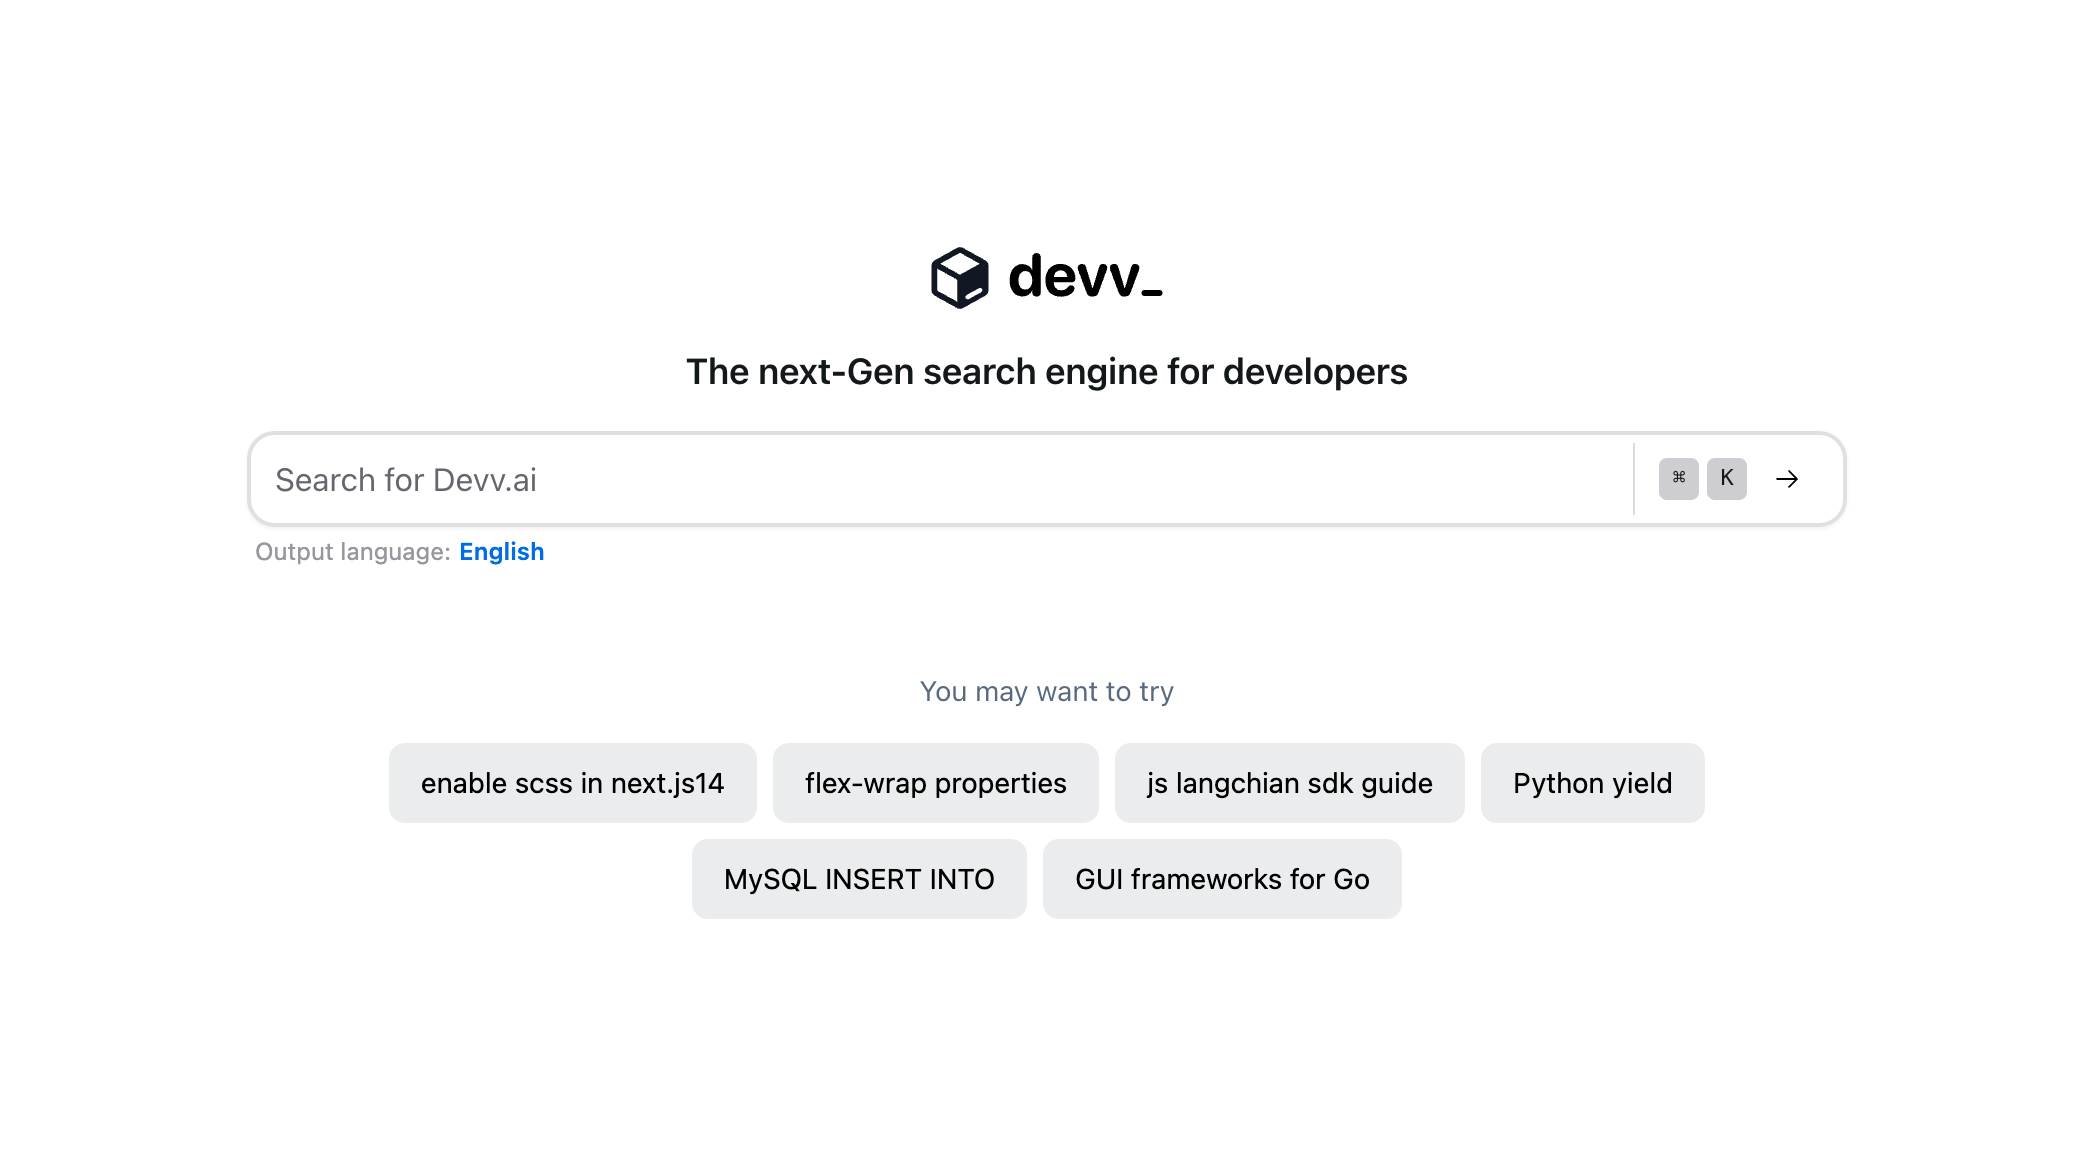 devv_
The next-Gen search engine for developers
Search for Devv.ai
⌘ K →
Output language: English
You may want to try
enable scss in next.js14
flex-wrap properties
js langchian sdk guide
Python yield
MySQL INSERT INTO
GUI frameworks for Go